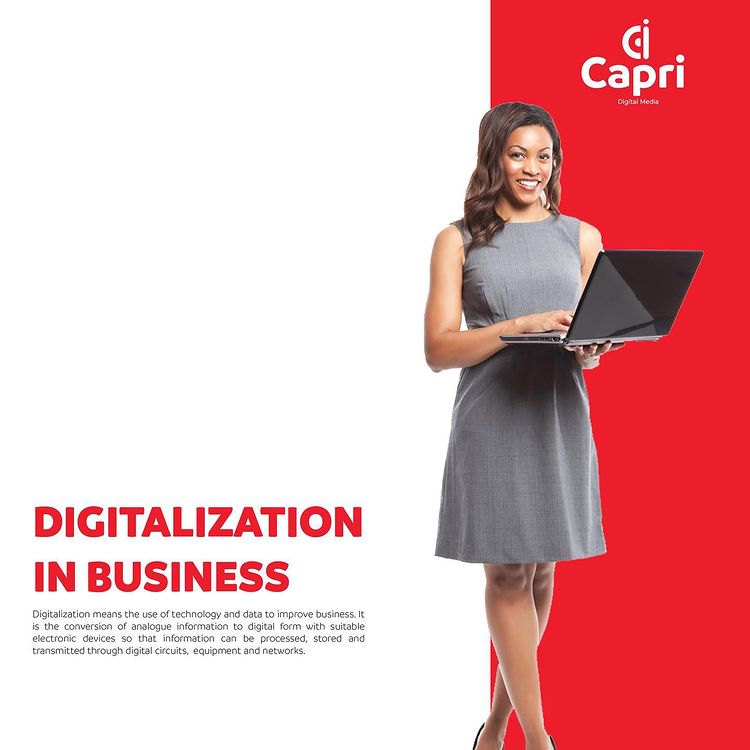 Capri
Digital Media
DIGITALIZATION
IN BUSINESS
Digitalization means the use of technology and data to improve business. It
is the conversion of analogue information to digital form with suitable
electronic devices so that information can be processed, stored and
transmitted through digital circuits, equipment and networks.